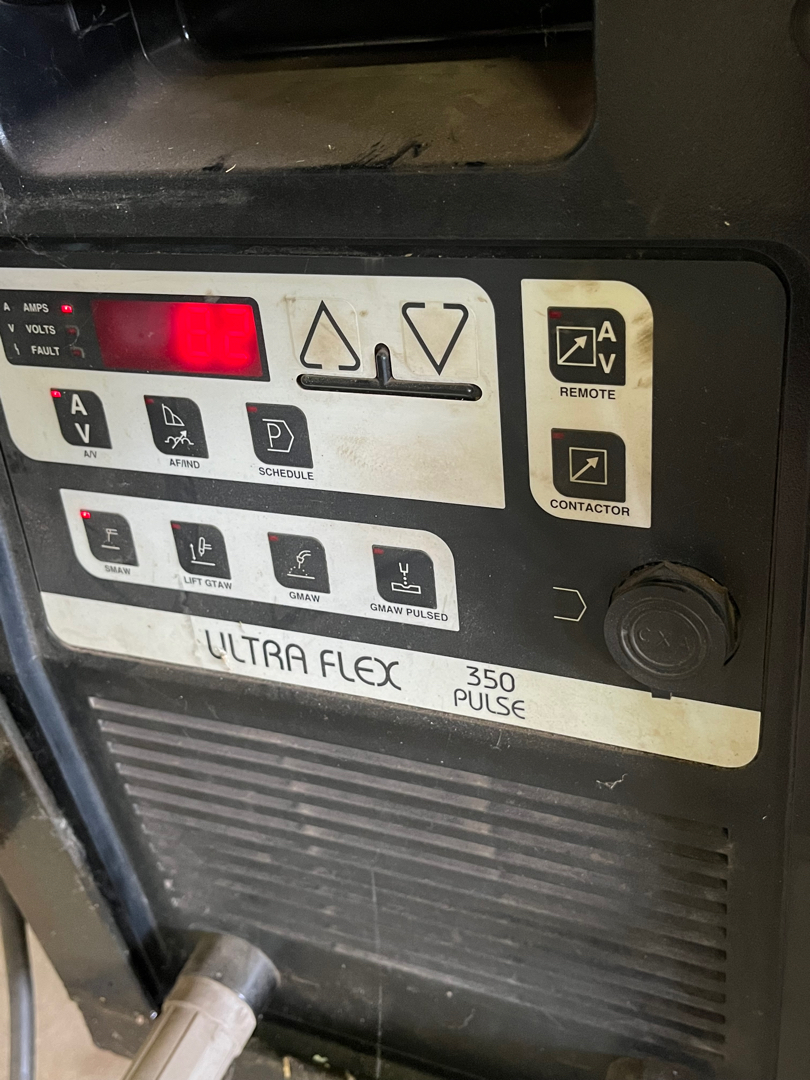 A AMPS
V VOLTS
FAULT
A
V
A/V
AF/IND
P
SCHEDULE
A
V
REMOTE
CONTACTOR
SMAW
LIFT GTAW
GMAW
GMAW PULSED
ULTRA FLEX
350
PULSE